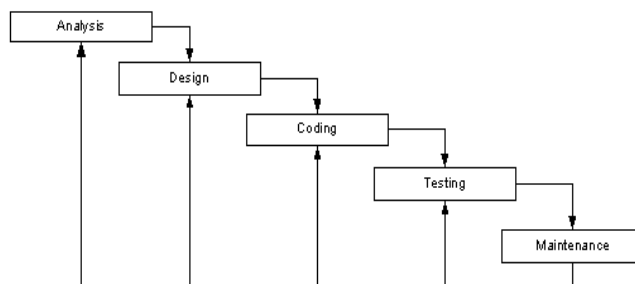 Analysis
Design
Coding
Testing
Maintenance